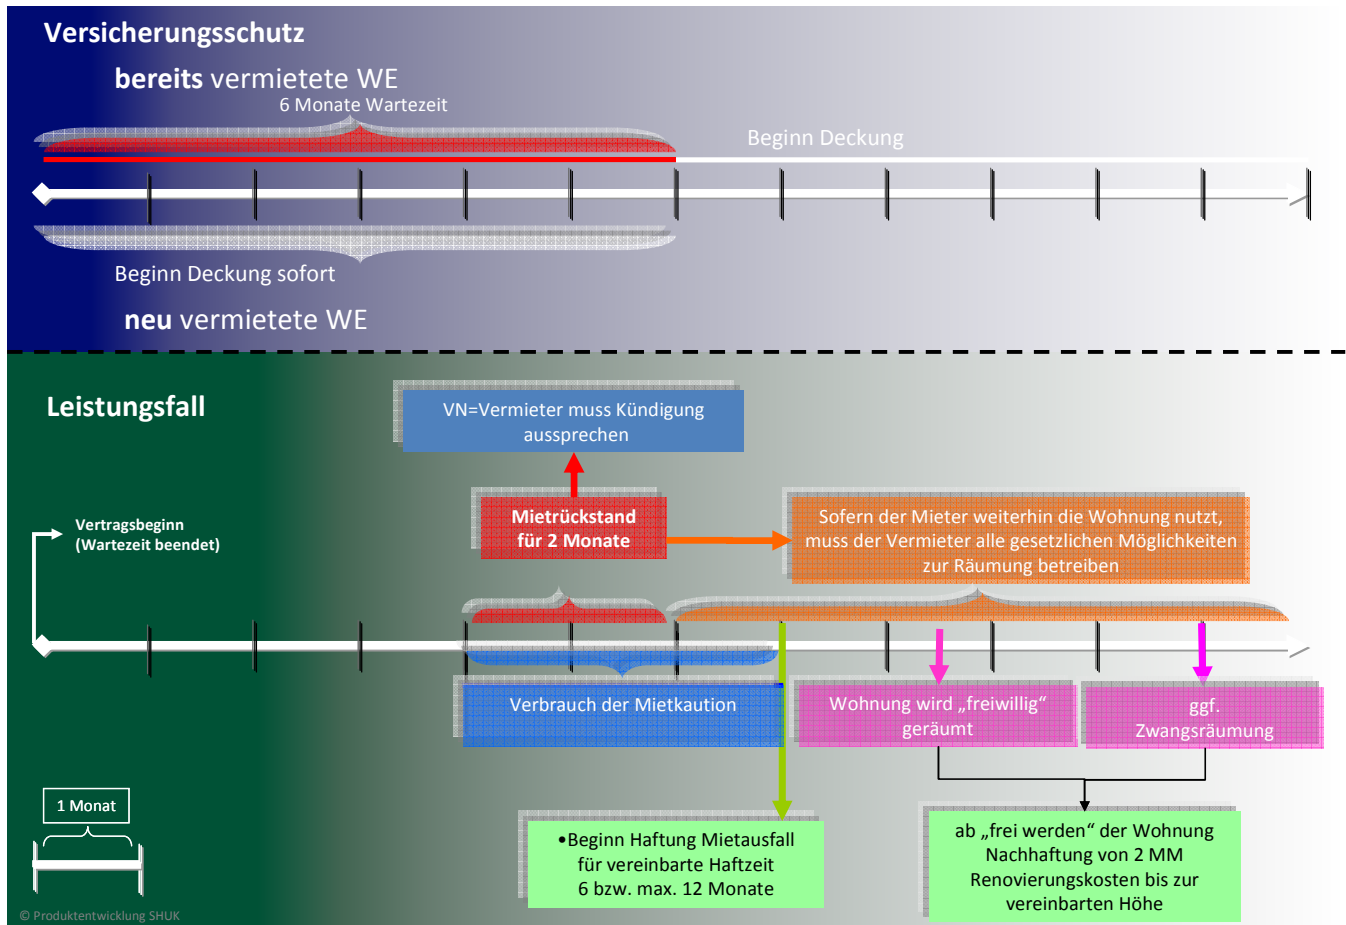 Versicherungsschutz
bereits vermietete WE
6 Monate Wartezeit
Beginn Deckung
Beginn Deckung sofort
neu vermietete WE
Leistungsfall
VN=Vermieter muss Kündigung
aussprechen
Mietrückstand
für 2 Monate
Sofern der Mieter weiterhin die Wohnung nutzt,
muss der Vermieter alle gesetzlichen Möglichkeiten
zur Räumung betreiben
Vertragsbeginn
(Wartezeit beendet)
Verbrauch der Mietkaution
Wohnung wird „freiwillig“
geräumt
ggf.
Zwangsräumung
1 Monat
•Beginn Haftung Mietausfall
für vereinbarte Haftzeit
6 bzw. max. 12 Monate
ab „frei werden“ der Wohnung
Nachhaftung von 2 MM
Renovierungskosten bis zur
vereinbarten Höhe
© Produktentwicklung SHUK